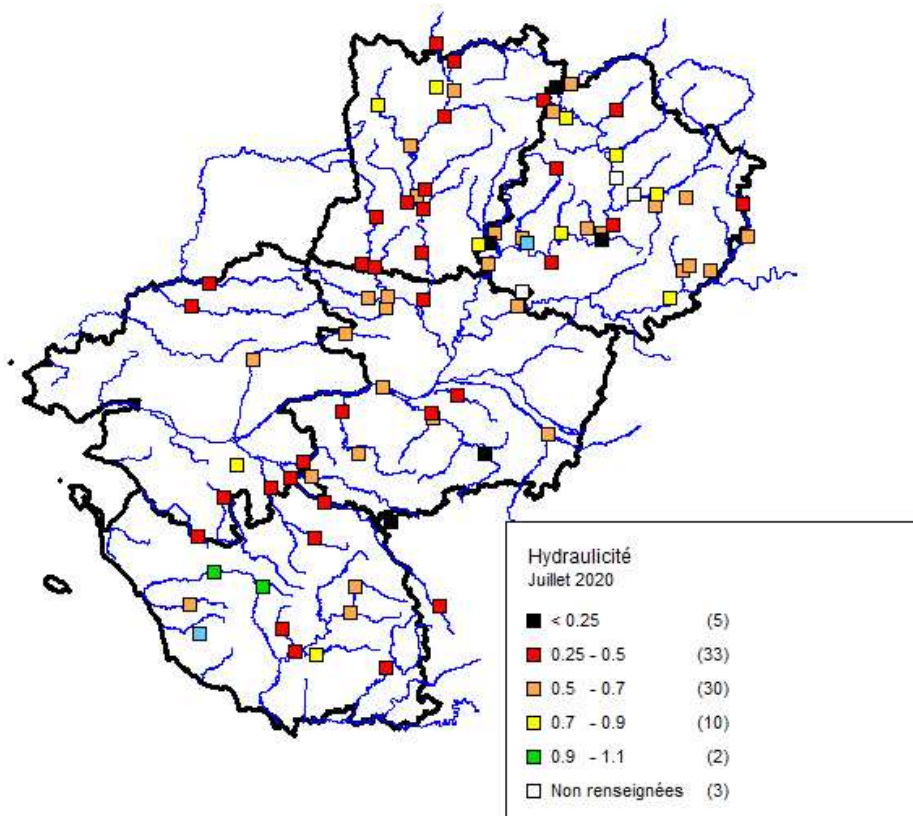 Hydraulicité
Juillet 2020
< 0.25 (5)
0.25 - 0.5 (33)
0.5 - 0.7 (30)
0.7 - 0.9 (10)
0.9 - 1.1 (2)
Non renseignées (3)